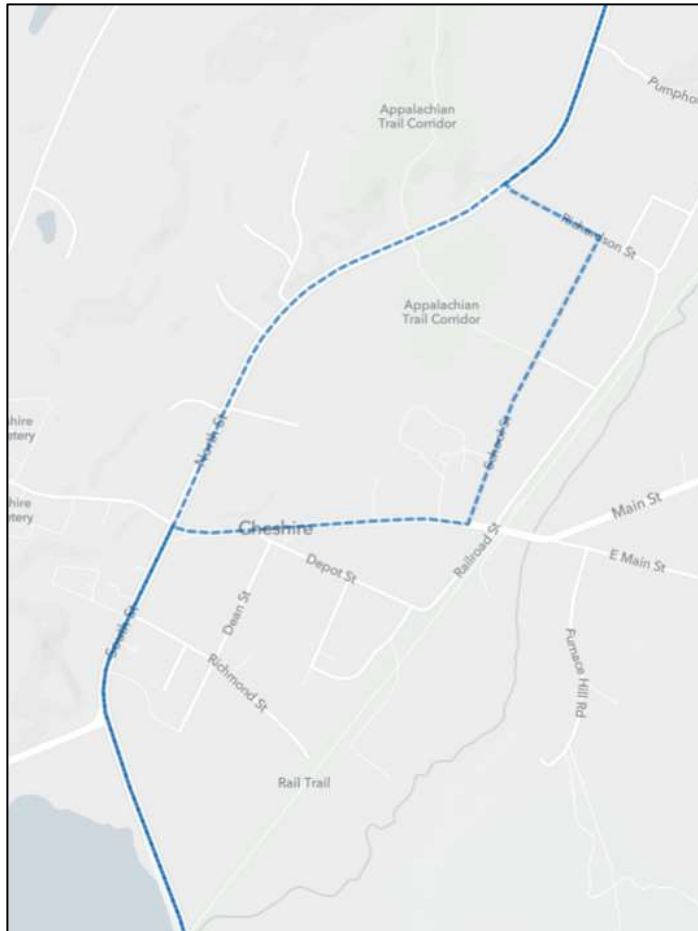 Appalachian
Trail Corridor
Richardson St
Appalachian
Trail Corridor
North St
School St
Cheshire
Main St
E Main St
Railroad St
Depot St
Dean St
South St
Richmond St
Furnace Hill Rd
Rail Trail